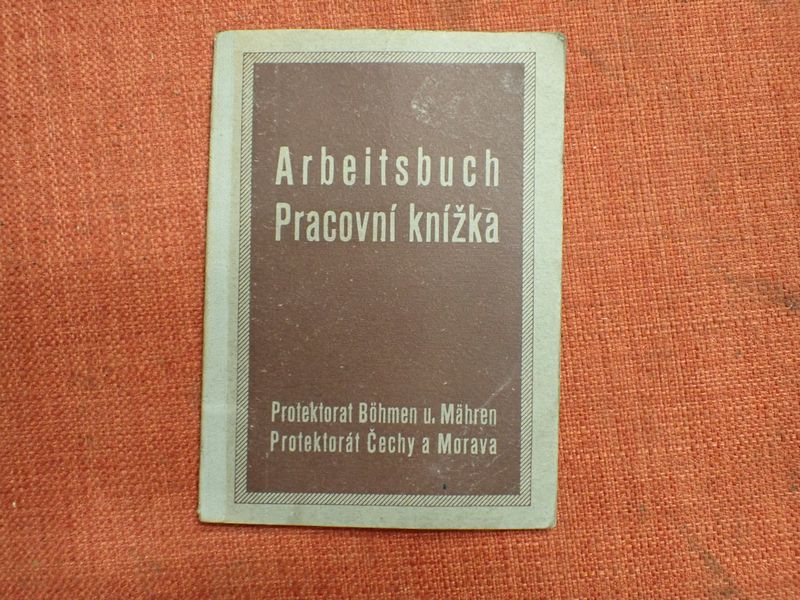 Arbeitsbuch
Pracovní knížka
Protektorat Böhmen u. Mähren
Protektorát Čechy a Morava